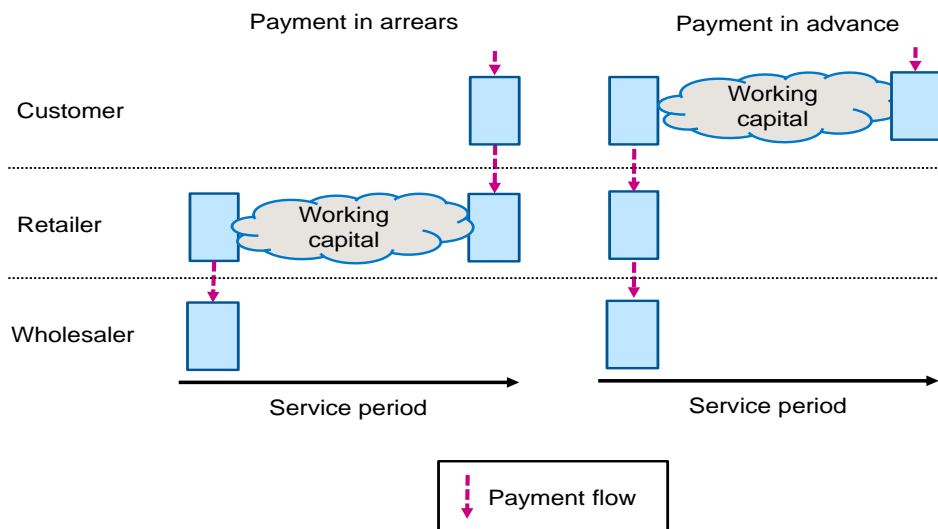 Payment in arrears
Payment in advance
Customer
Working
capital
Retailer
Working
capital
Wholesaler
Service period
Service period
Payment flow